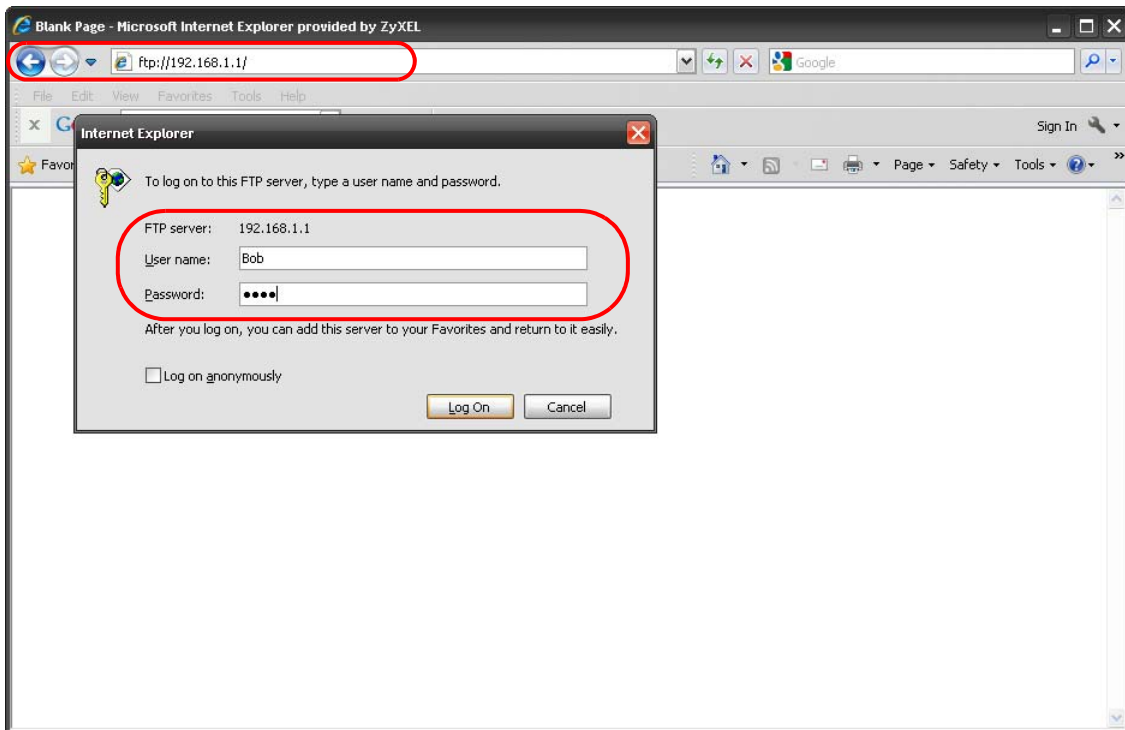 Blank Page - Microsoft Internet Explorer provided by ZyXEL
ftp://192.168.1.1/
Google
File Edit View Favorites Tools Help
x G
Sign In
Favor
Page Safety Tools
Internet Explorer
To log on to this FTP server, type a user name and password.
FTP server: 192.168.1.1
User name: Bob
Password: ●●●●
After you log on, you can add this server to your Favorites and return to it easily.
Log on anonymously
Log On Cancel